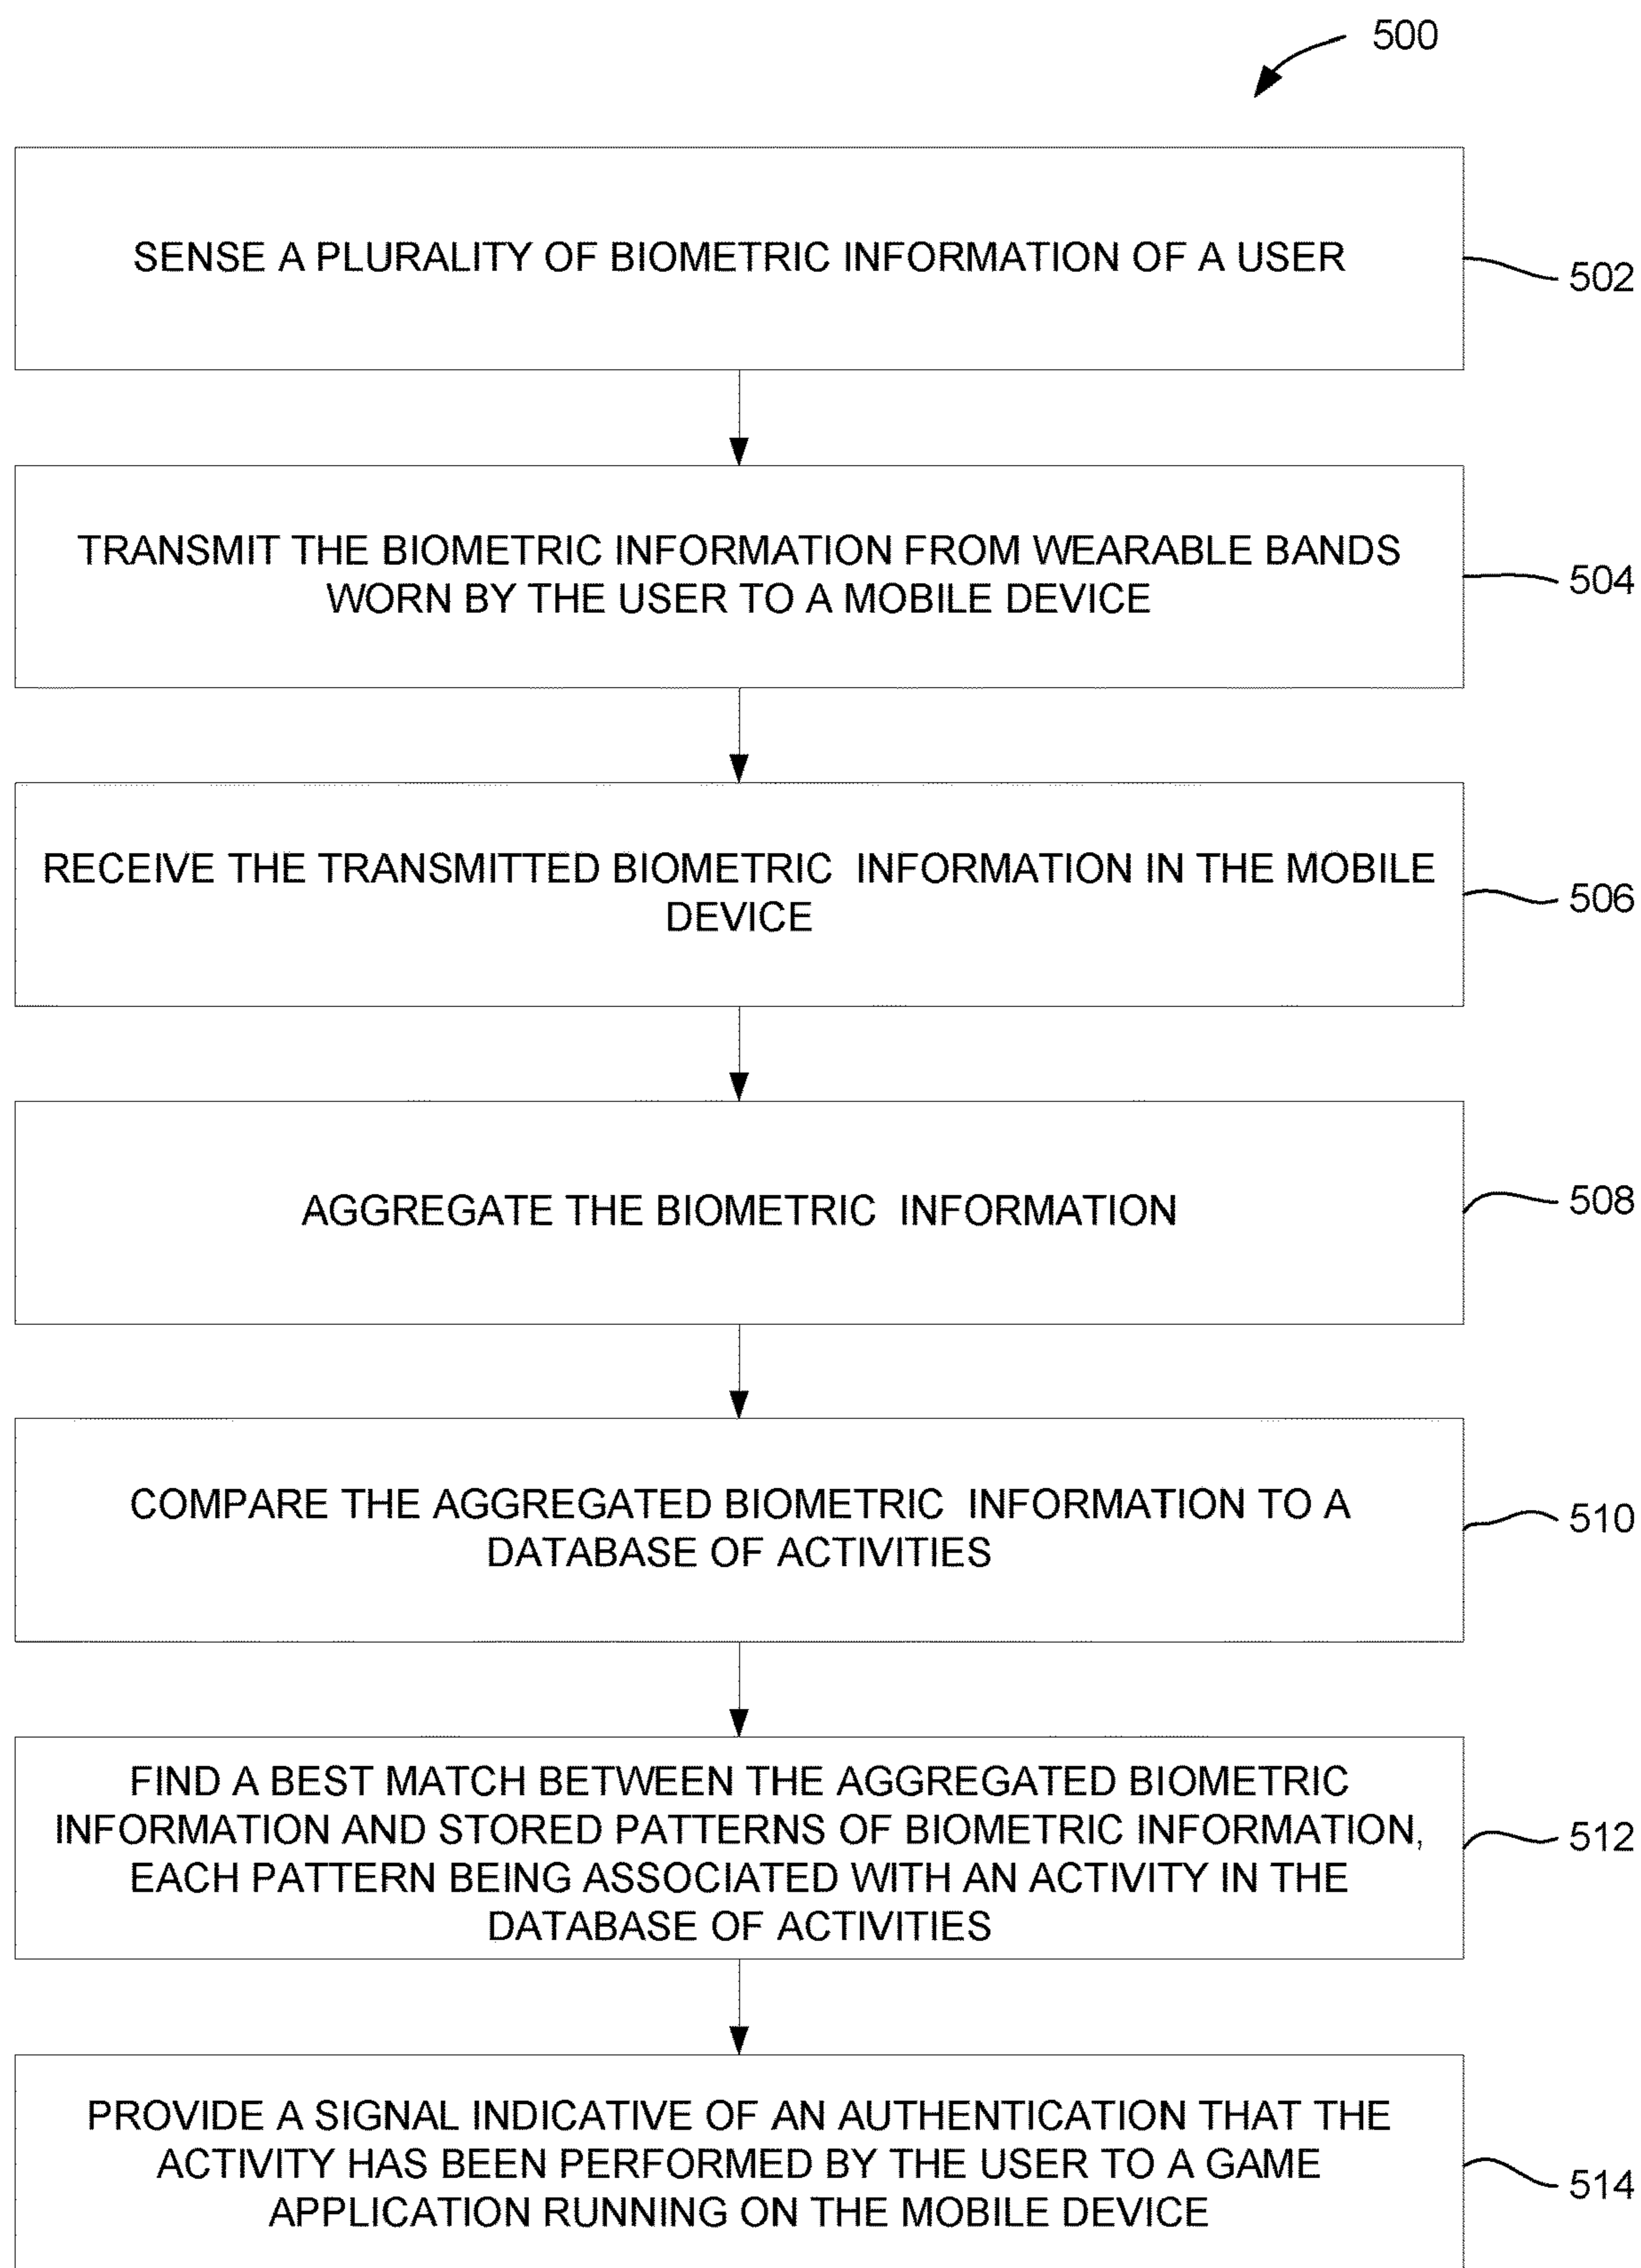 500
SENSE A PLURALITY OF BIOMETRIC INFORMATION OF A USER
502
TRANSMIT THE BIOMETRIC INFORMATION FROM WEARABLE BANDS
WORN BY THE USER TO A MOBILE DEVICE
504
RECEIVE THE TRANSMITTED BIOMETRIC INFORMATION IN THE MOBILE
DEVICE
506
AGGREGATE THE BIOMETRIC INFORMATION
508
COMPARE THE AGGREGATED BIOMETRIC INFORMATION TO A
DATABASE OF ACTIVITIES
510
FIND A BEST MATCH BETWEEN THE AGGREGATED BIOMETRIC
INFORMATION AND STORED PATTERNS OF BIOMETRIC INFORMATION,
EACH PATTERN BEING ASSOCIATED WITH AN ACTIVITY IN THE
DATABASE OF ACTIVITIES
512
PROVIDE A SIGNAL INDICATIVE OF AN AUTHENTICATION THAT THE
ACTIVITY HAS BEEN PERFORMED BY THE USER TO A GAME
APPLICATION RUNNING ON THE MOBILE DEVICE
514